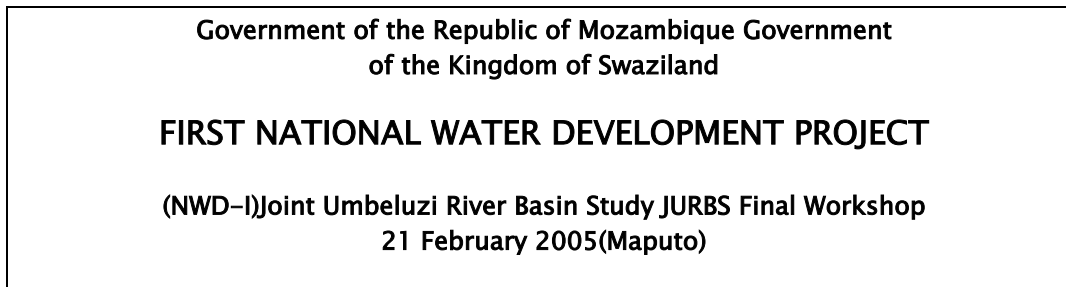 Government of the Republic of Mozambique Government
of the Kingdom of Swaziland
FIRST NATIONAL WATER DEVELOPMENT PROJECT
(NWD-I)Joint Umbeluzi River Basin Study JURBS Final Workshop
21 February 2005(Maputo)